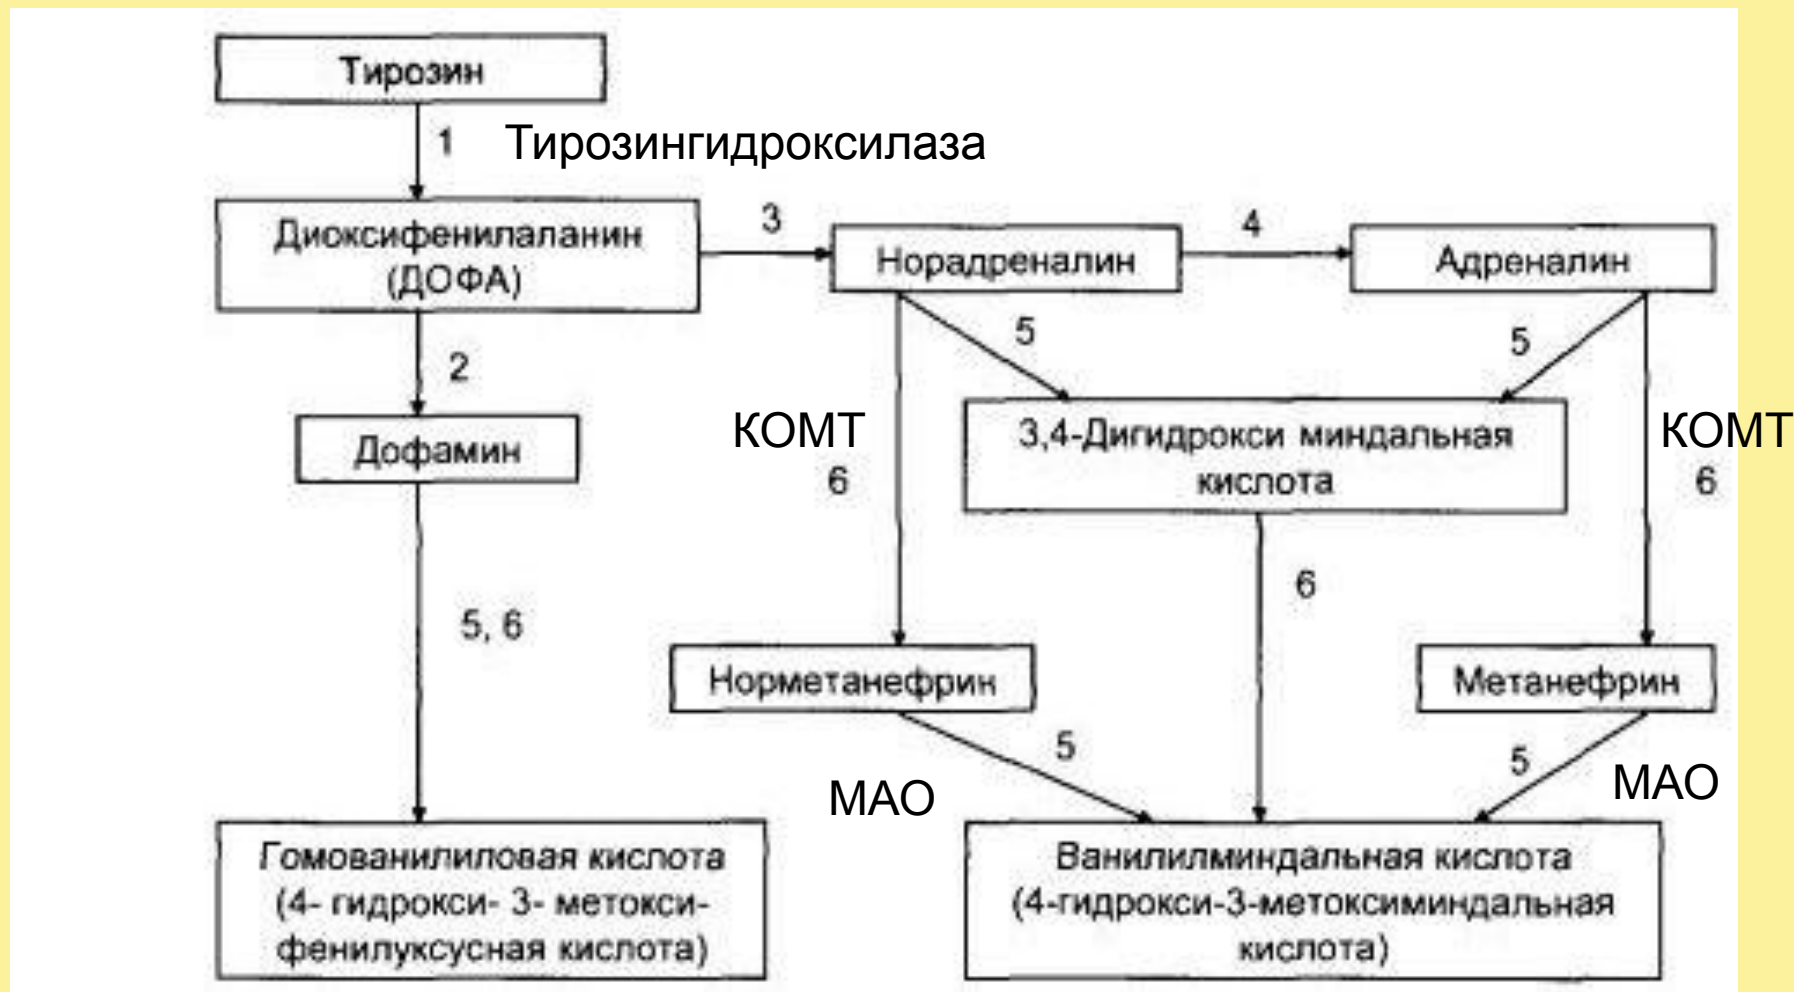 Тирозин
1
Тирозингидроксилаза
Диоксифенилаланин
(ДОФА)
3
Норадреналин
4
Адреналин
2
5
5
Дофамин
КОМТ
6
3,4-Дигидрокси миндальная
кислота
КОМТ
6
5, 6
6
Норметанефрин
Метанефрин
5
МАО
5
МАО
Гомованилиловая кислота
(4- гидрокси- 3- метокси-
фенилуксусная кислота)
Ванилилминдальная кислота
(4-гидрокси-3-метоксиминдальная
кислота)